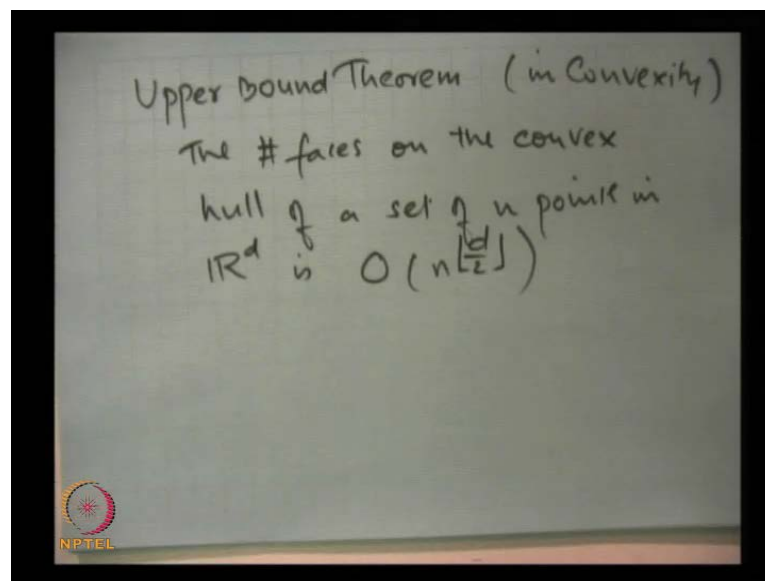 Upper Bound Theorem (in Convexity)
The # faces on the convex
hull of a set of n points in
ℝ^d is O(n^⌊d/2⌋)
NPTEL